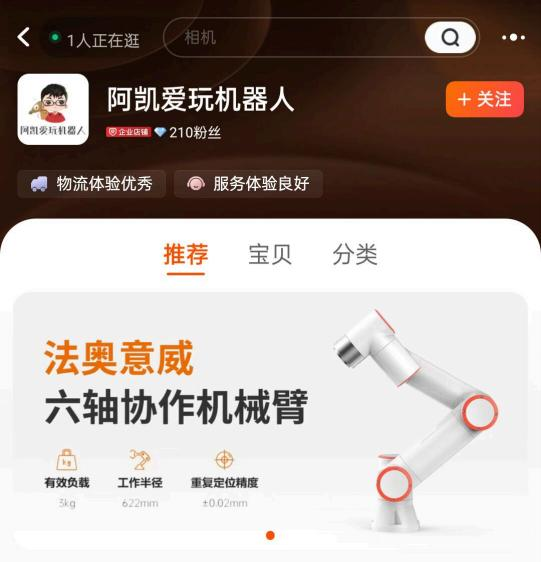 1人正在逛
相机
阿凯爱玩机器人
+ 关注
阿凯爱玩机器人
企业店铺
210粉丝
物流体验优秀
服务体验良好
推荐
宝贝
分类
法奥意威
六轴协作机械臂
kg
有效负载
工作半径
重复定位精度
3kg
622mm
±0.02mm